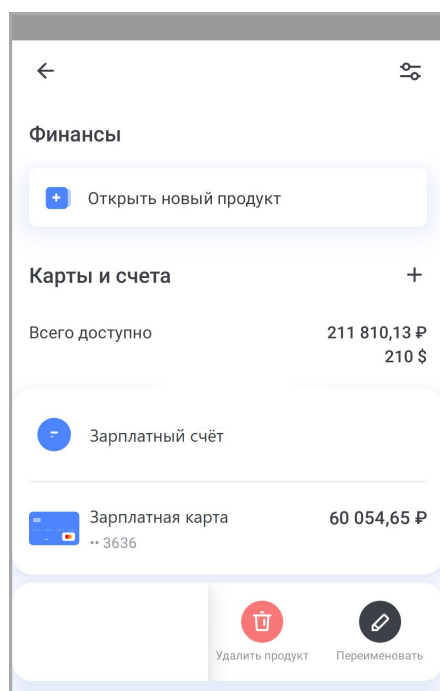 Финансы
Открыть новый продукт
Карты и счета
Всего доступно 211 810,13 ₽
210 $
Зарплатный счёт
Зарплатная карта 60 054,65 ₽
•• 3636
Удалить продукт Переименовать